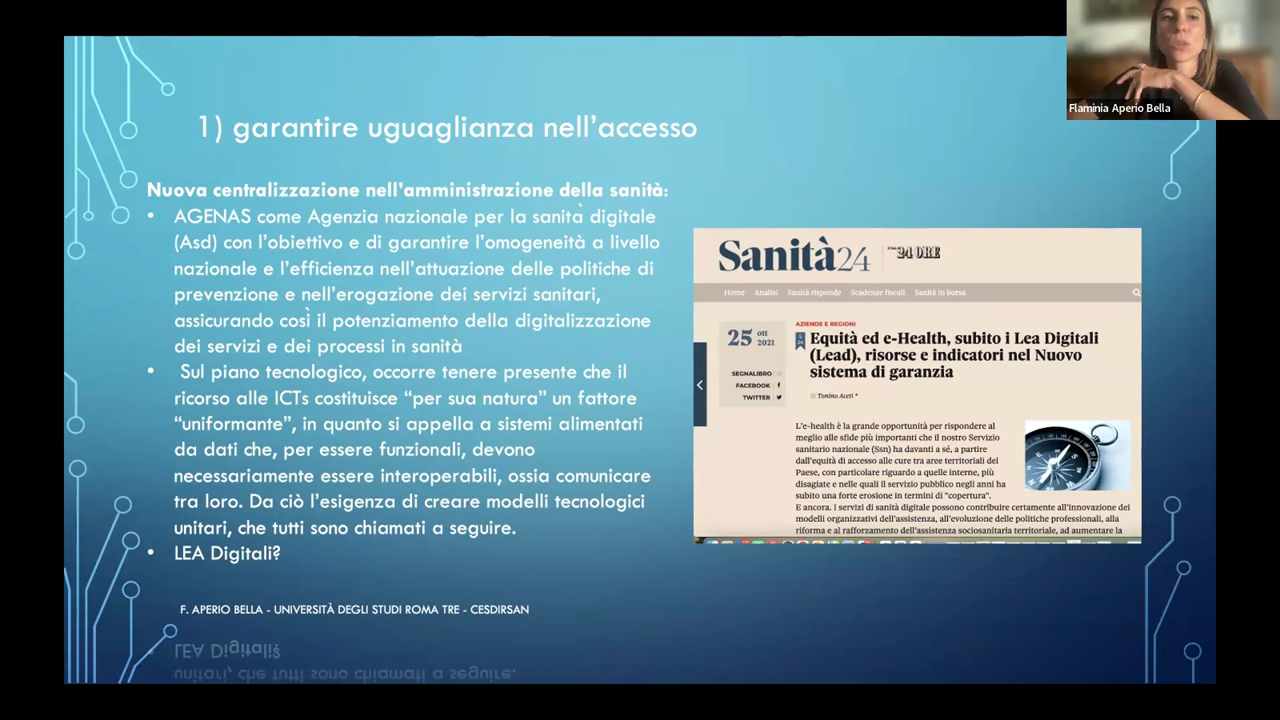 Flaminia Aperio Bella
1) garantire uguaglianza nell'accesso
Nuova centralizzazione nell'amministrazione della sanità:
• AGENAS come Agenzia nazionale per la sanità digitale
(Asd) con l'obiettivo e di garantire l'omogeneità a livello
nazionale e l'efficienza nell'attuazione delle politiche di
prevenzione e nell'erogazione dei servizi sanitari,
assicurando così il potenziamento della digitalizzazione
dei servizi e dei processi in sanità
• Sul piano tecnologico, occorre tenere presente che il
ricorso alle ICTs costituisce "per sua natura" un fattore
"uniformante", in quanto si appella a sistemi alimentati
da dati che, per essere funzionali, devono
necessariamente essere interoperabili, ossia comunicare
tra loro. Da ciò l'esigenza di creare modelli tecnologici
unitari, che tutti sono chiamati a seguire.
• LEA Digitali?
F. APERIO BELLA - UNIVERSITÀ DEGLI STUDI ROMA TRE - CESDIRSAN
Sanità24
24 ORE
Home Analisi Sanità risponde Scadenze fiscali Sanità in borsa
25 ott
2021
SEGNALIBRO
FACEBOOK
TWITTER
AZIENDE E REGIONI
Equità ed e-Health, subito i Lea Digitali
(Lead), risorse e indicatori nel Nuovo
sistema di garanzia
di Tonino Aceti *
L'e-health è la grande opportunità per rispondere al
meglio alle sfide più importanti che il nostro Servizio
sanitario nazionale (Ssn) ha davanti a sé, a partire
dall'equità di accesso alle cure tra aree territoriali del
Paese, con particolare riguardo a quelle interne, più
disagiate e nelle quali il servizio pubblico negli anni ha
subito una forte erosione in termini di "copertura".
E ancora. I servizi di sanità digitale possono contribuire certamente all'innovazione dei
modelli organizzativi dell'assistenza, all'evoluzione delle politiche professionali, alla
riforma e al rafforzamento dell'assistenza sociosanitaria territoriale, ad aumentare la